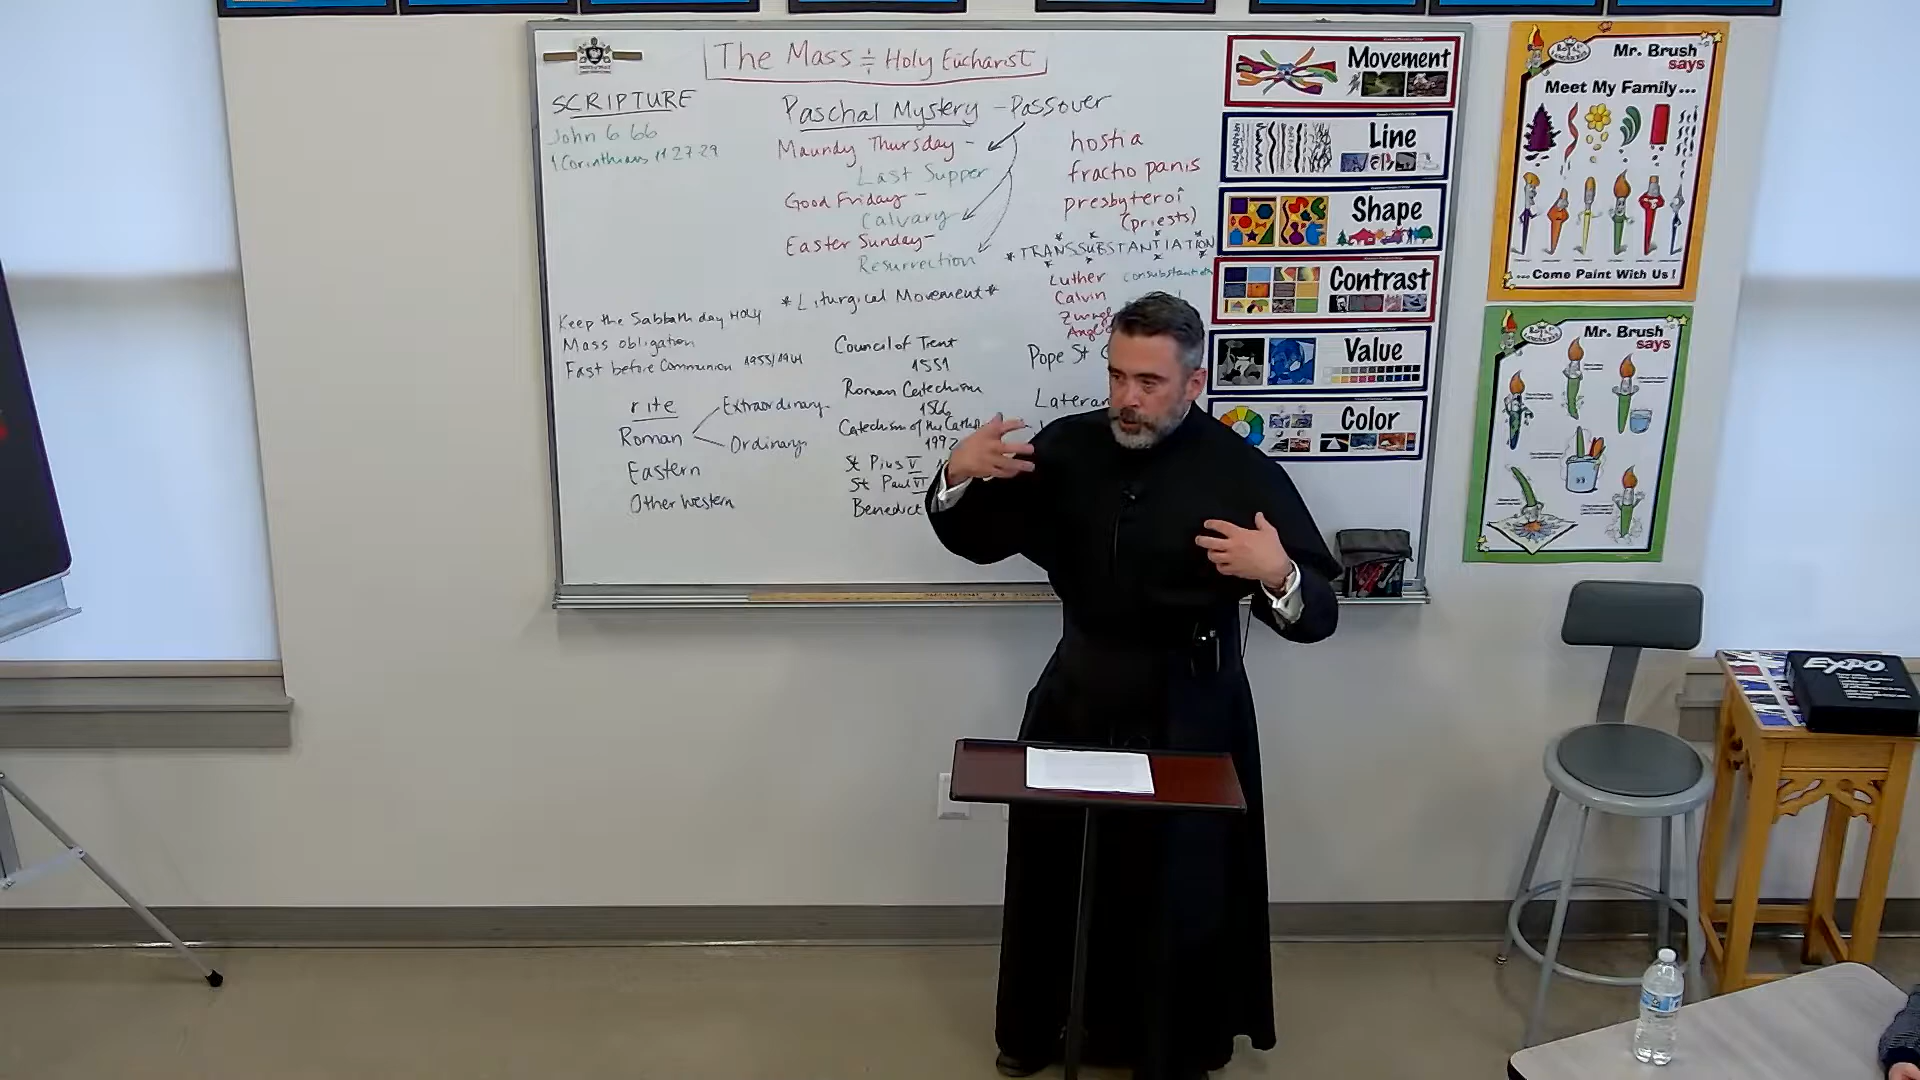 The Mass ÷ Holy Eucharist
SCRIPTURE
John 6 66
1 Corinthians 11 27-29
Paschal Mystery - Passover
Maundy Thursday -
Last Supper
Good Friday -
Calvary
Easter Sunday-
Resurrection
*Liturgical Movement*
hostia
fractio panis
presbyteroi
(priests)
*TRANSSUBSTANTIATION
Luther
Calvin
Pope St
Lateran
Keep the Sabbath day HOLY
Mass obligation
Fast before Communion
rite
Roman
Extraordinary
Ordinary
Eastern
Other Western
Council of Trent
1551
Roman Catechism
1566
Catechism of the
1992
St Pius V
St Paul VI
Benedict
Movement
Line
Shape
Contrast
Value
Color
Mr. Brush
says
Meet My Family...
...Come Paint With Us!
Mr. Brush
says
EXPO